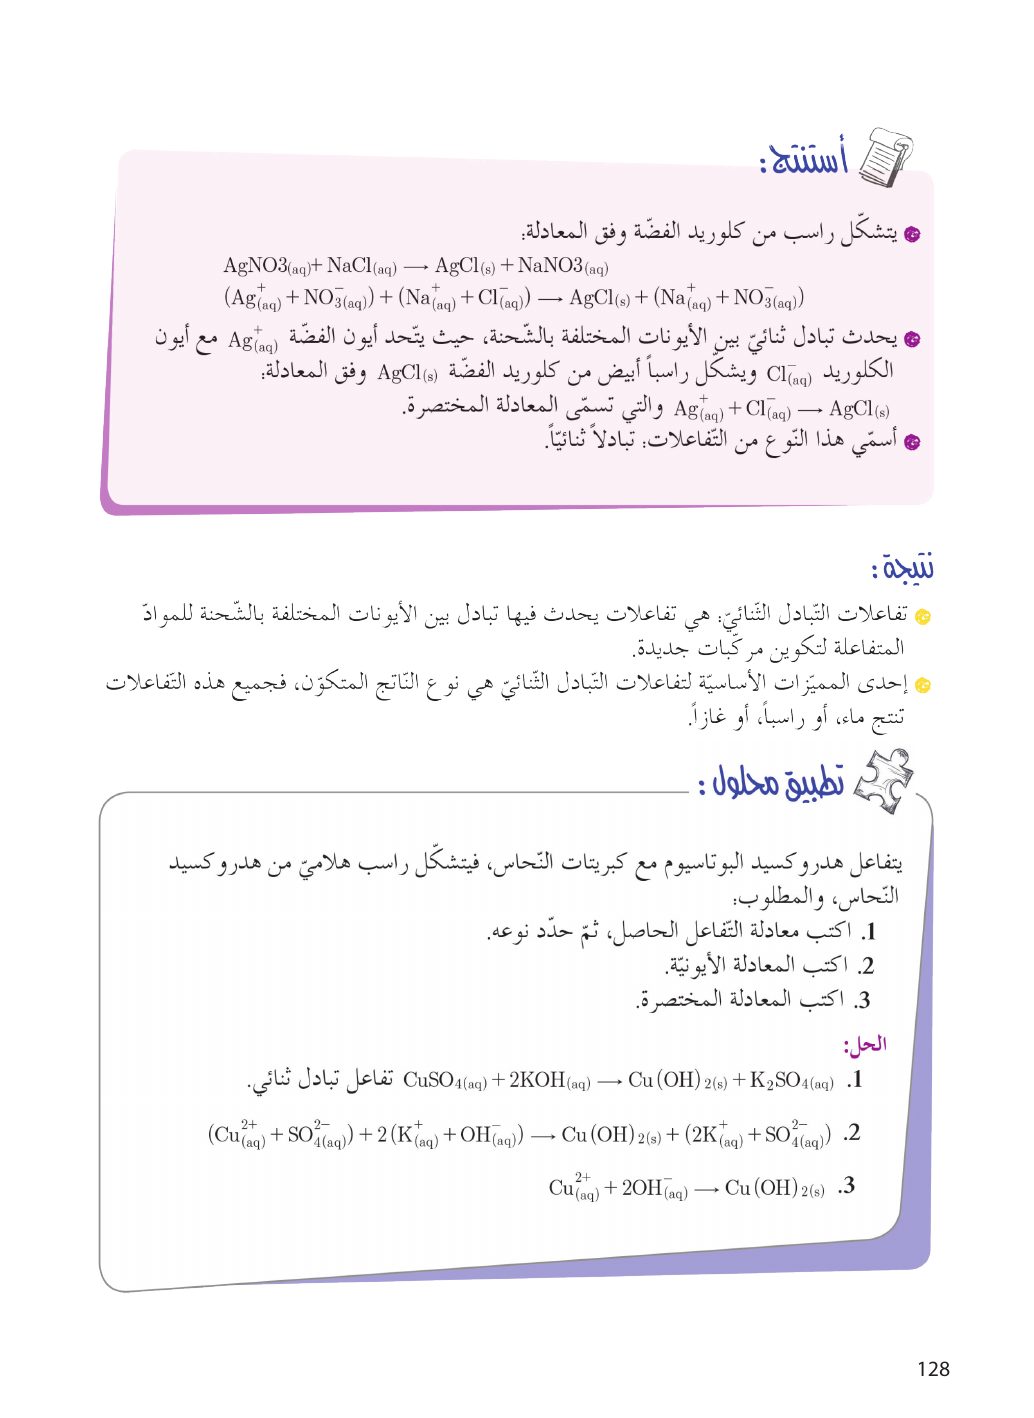 أستنتج:
يتشكّل راسب من كلوريد الفضّة وفق المعادلة:
AgNO3(aq)+ NaCl(aq) ⟶ AgCl(s) + NaNO3(aq)
(Ag⁺(aq) + NO₃⁻(aq)) + (Na⁺(aq) + Cl⁻(aq)) ⟶ AgCl(s) + (Na⁺(aq) + NO₃⁻(aq))
يحدث تبادل ثنائيّ بين الأيونات المختلفة بالشّحنة، حيث يتّحد أيون الفضّة Ag⁺(aq) مع أيون
الكلوريد Cl⁻(aq) ويشكّل راسباً أبيض من كلوريد الفضّة AgCl(s) وفق المعادلة:
Ag⁺(aq) + Cl⁻(aq) ⟶ AgCl(s) والتي تسمّى المعادلة المختصرة.
أسمّي هذا النّوع من التّفاعلات: تبادلاً ثنائيّاً.
نتيجة:
تفاعلات التّبادل الثّنائيّ: هي تفاعلات يحدث فيها تبادل بين الأيونات المختلفة بالشّحنة للموادّ
المتفاعلة لتكوين مركّبات جديدة.
إحدى المميّزات الأساسيّة لتفاعلات التّبادل الثّنائيّ هي نوع النّاتج المتكوّن، فجميع هذه التّفاعلات
تنتج ماء، أو راسباً، أو غازاً.
تطبيق محلول:
يتفاعل هدروكسيد البوتاسيوم مع كبريتات النّحاس، فيتشكّل راسب هلاميّ من هدروكسيد
النّحاس، والمطلوب:
1. اكتب معادلة التّفاعل الحاصل، ثمّ حدّد نوعه.
2. اكتب المعادلة الأيونيّة.
3. اكتب المعادلة المختصرة.
الحل:
1. CuSO₄(aq) + 2KOH(aq) ⟶ Cu(OH)₂(s) + K₂SO₄(aq) تفاعل تبادل ثنائي.
2. (Cu²⁺(aq) + SO₄²⁻(aq)) + 2(K⁺(aq) + OH⁻(aq)) ⟶ Cu(OH)₂(s) + (2K⁺(aq) + SO₄²⁻(aq))
3. Cu²⁺(aq) + 2OH⁻(aq) ⟶ Cu(OH)₂(s)
128